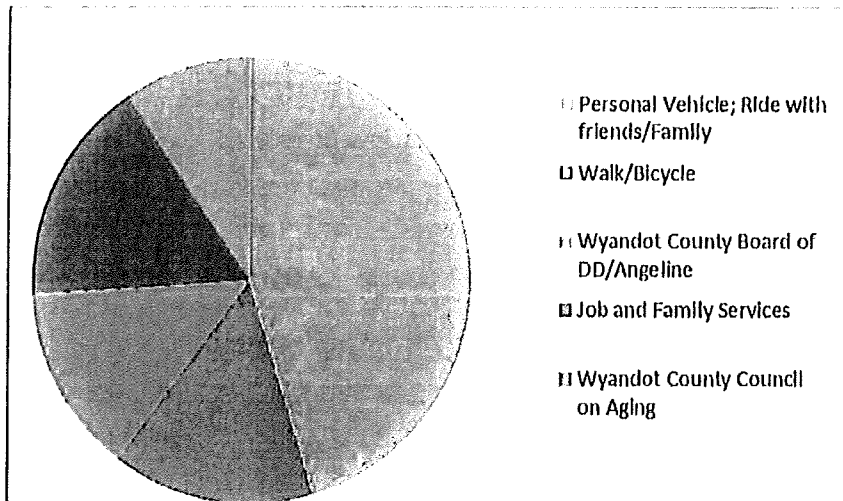 Personal Vehicle; Ride with
friends/Family
Walk/Bicycle
Wyandot County Board of
DD/Angeline
Job and Family Services
Wyandot County Council
on Aging